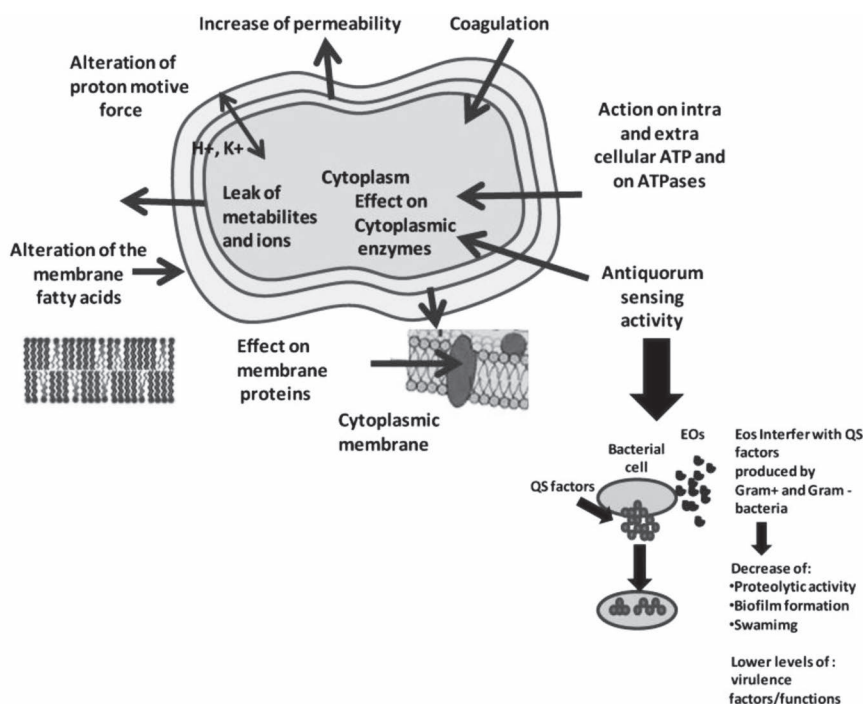 Increase of permeability
Coagulation
Alteration of
proton motive
force
H+, K+
Action on intra
and extra
cellular ATP and
on ATPases
Cytoplasm
Effect on
Cytoplasmic
enzymes
Leak of
metabilites
and ions
Alteration of the
membrane
fatty acids
Antiquorum
sensing
activity
Effect on
membrane
proteins
Cytoplasmic
membrane
EOs
Bacterial
cell
QS factors
Eos Interfer with QS
factors
produced by
Gram+ and Gram -
bacteria
Decrease of:
•Proteolytic activity
•Biofilm formation
•Swamimg
Lower levels of :
virulence
factors/functions